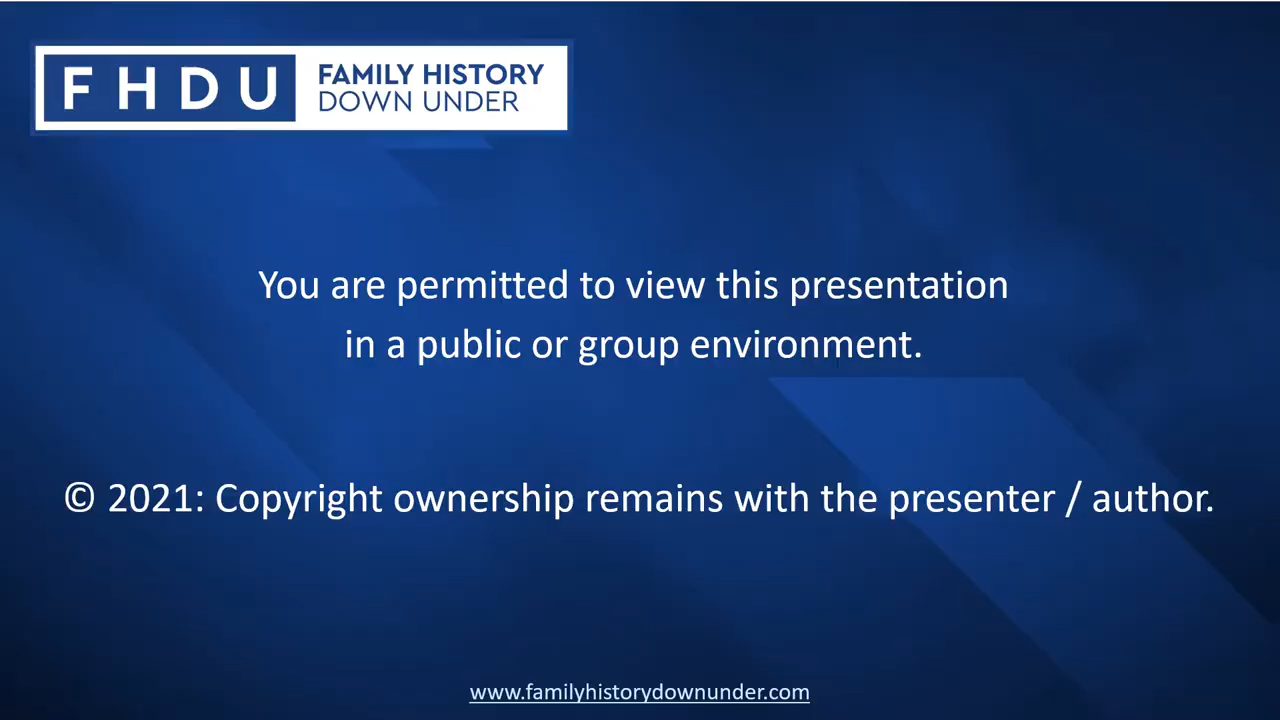 FHDU
FAMILY HISTORY
DOWN UNDER
You are permitted to view this presentation
in a public or group environment.
© 2021: Copyright ownership remains with the presenter / author.
www.familyhistorydownunder.com